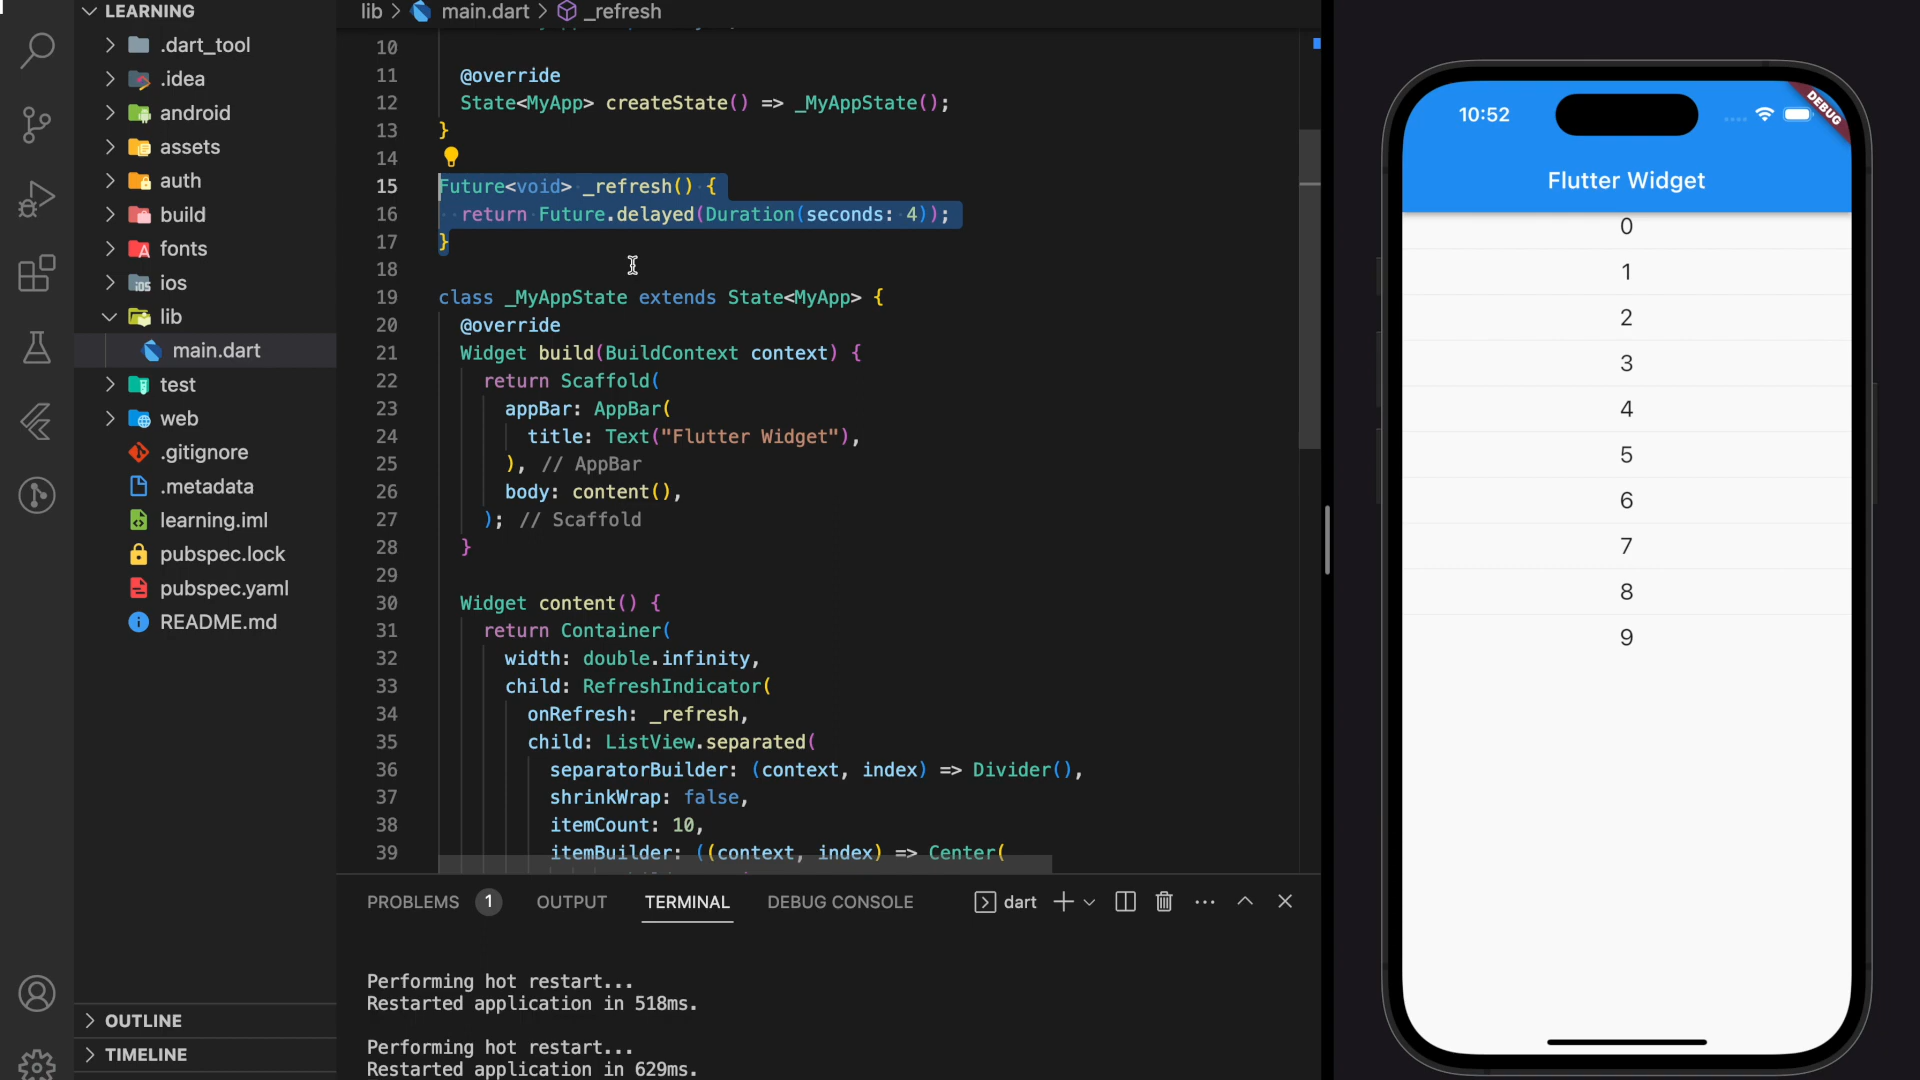 LEARNING
.dart_tool
.idea
android
assets
auth
build
fonts
ios
lib
main.dart
test
web
.gitignore
.metadata
learning.iml
pubspec.lock
pubspec.yaml
README.md
OUTLINE
TIMELINE
lib > main.dart > _refresh
10
11 @override
12 State<MyApp> createState() => _MyAppState();
13 }
14
15 Future<void> _refresh() {
16 return Future.delayed(Duration(seconds: 4));
17 }
18
19 class _MyAppState extends State<MyApp> {
20 @override
21 Widget build(BuildContext context) {
22 return Scaffold(
23 appBar: AppBar(
24 title: Text("Flutter Widget"),
25 ), // AppBar
26 body: content(),
27 ); // Scaffold
28 }
29
30 Widget content() {
31 return Container(
32 width: double.infinity,
33 child: RefreshIndicator(
34 onRefresh: _refresh,
35 child: ListView.separated(
36 separatorBuilder: (context, index) => Divider(),
37 shrinkWrap: false,
38 itemCount: 10,
39 itemBuilder: ((context, index) => Center(
PROBLEMS 1 OUTPUT TERMINAL DEBUG CONSOLE dart
Performing hot restart...
Restarted application in 518ms.
Performing hot restart...
Restarted application in 629ms.
10:52
DEBUG
Flutter Widget
0
1
2
3
4
5
6
7
8
9